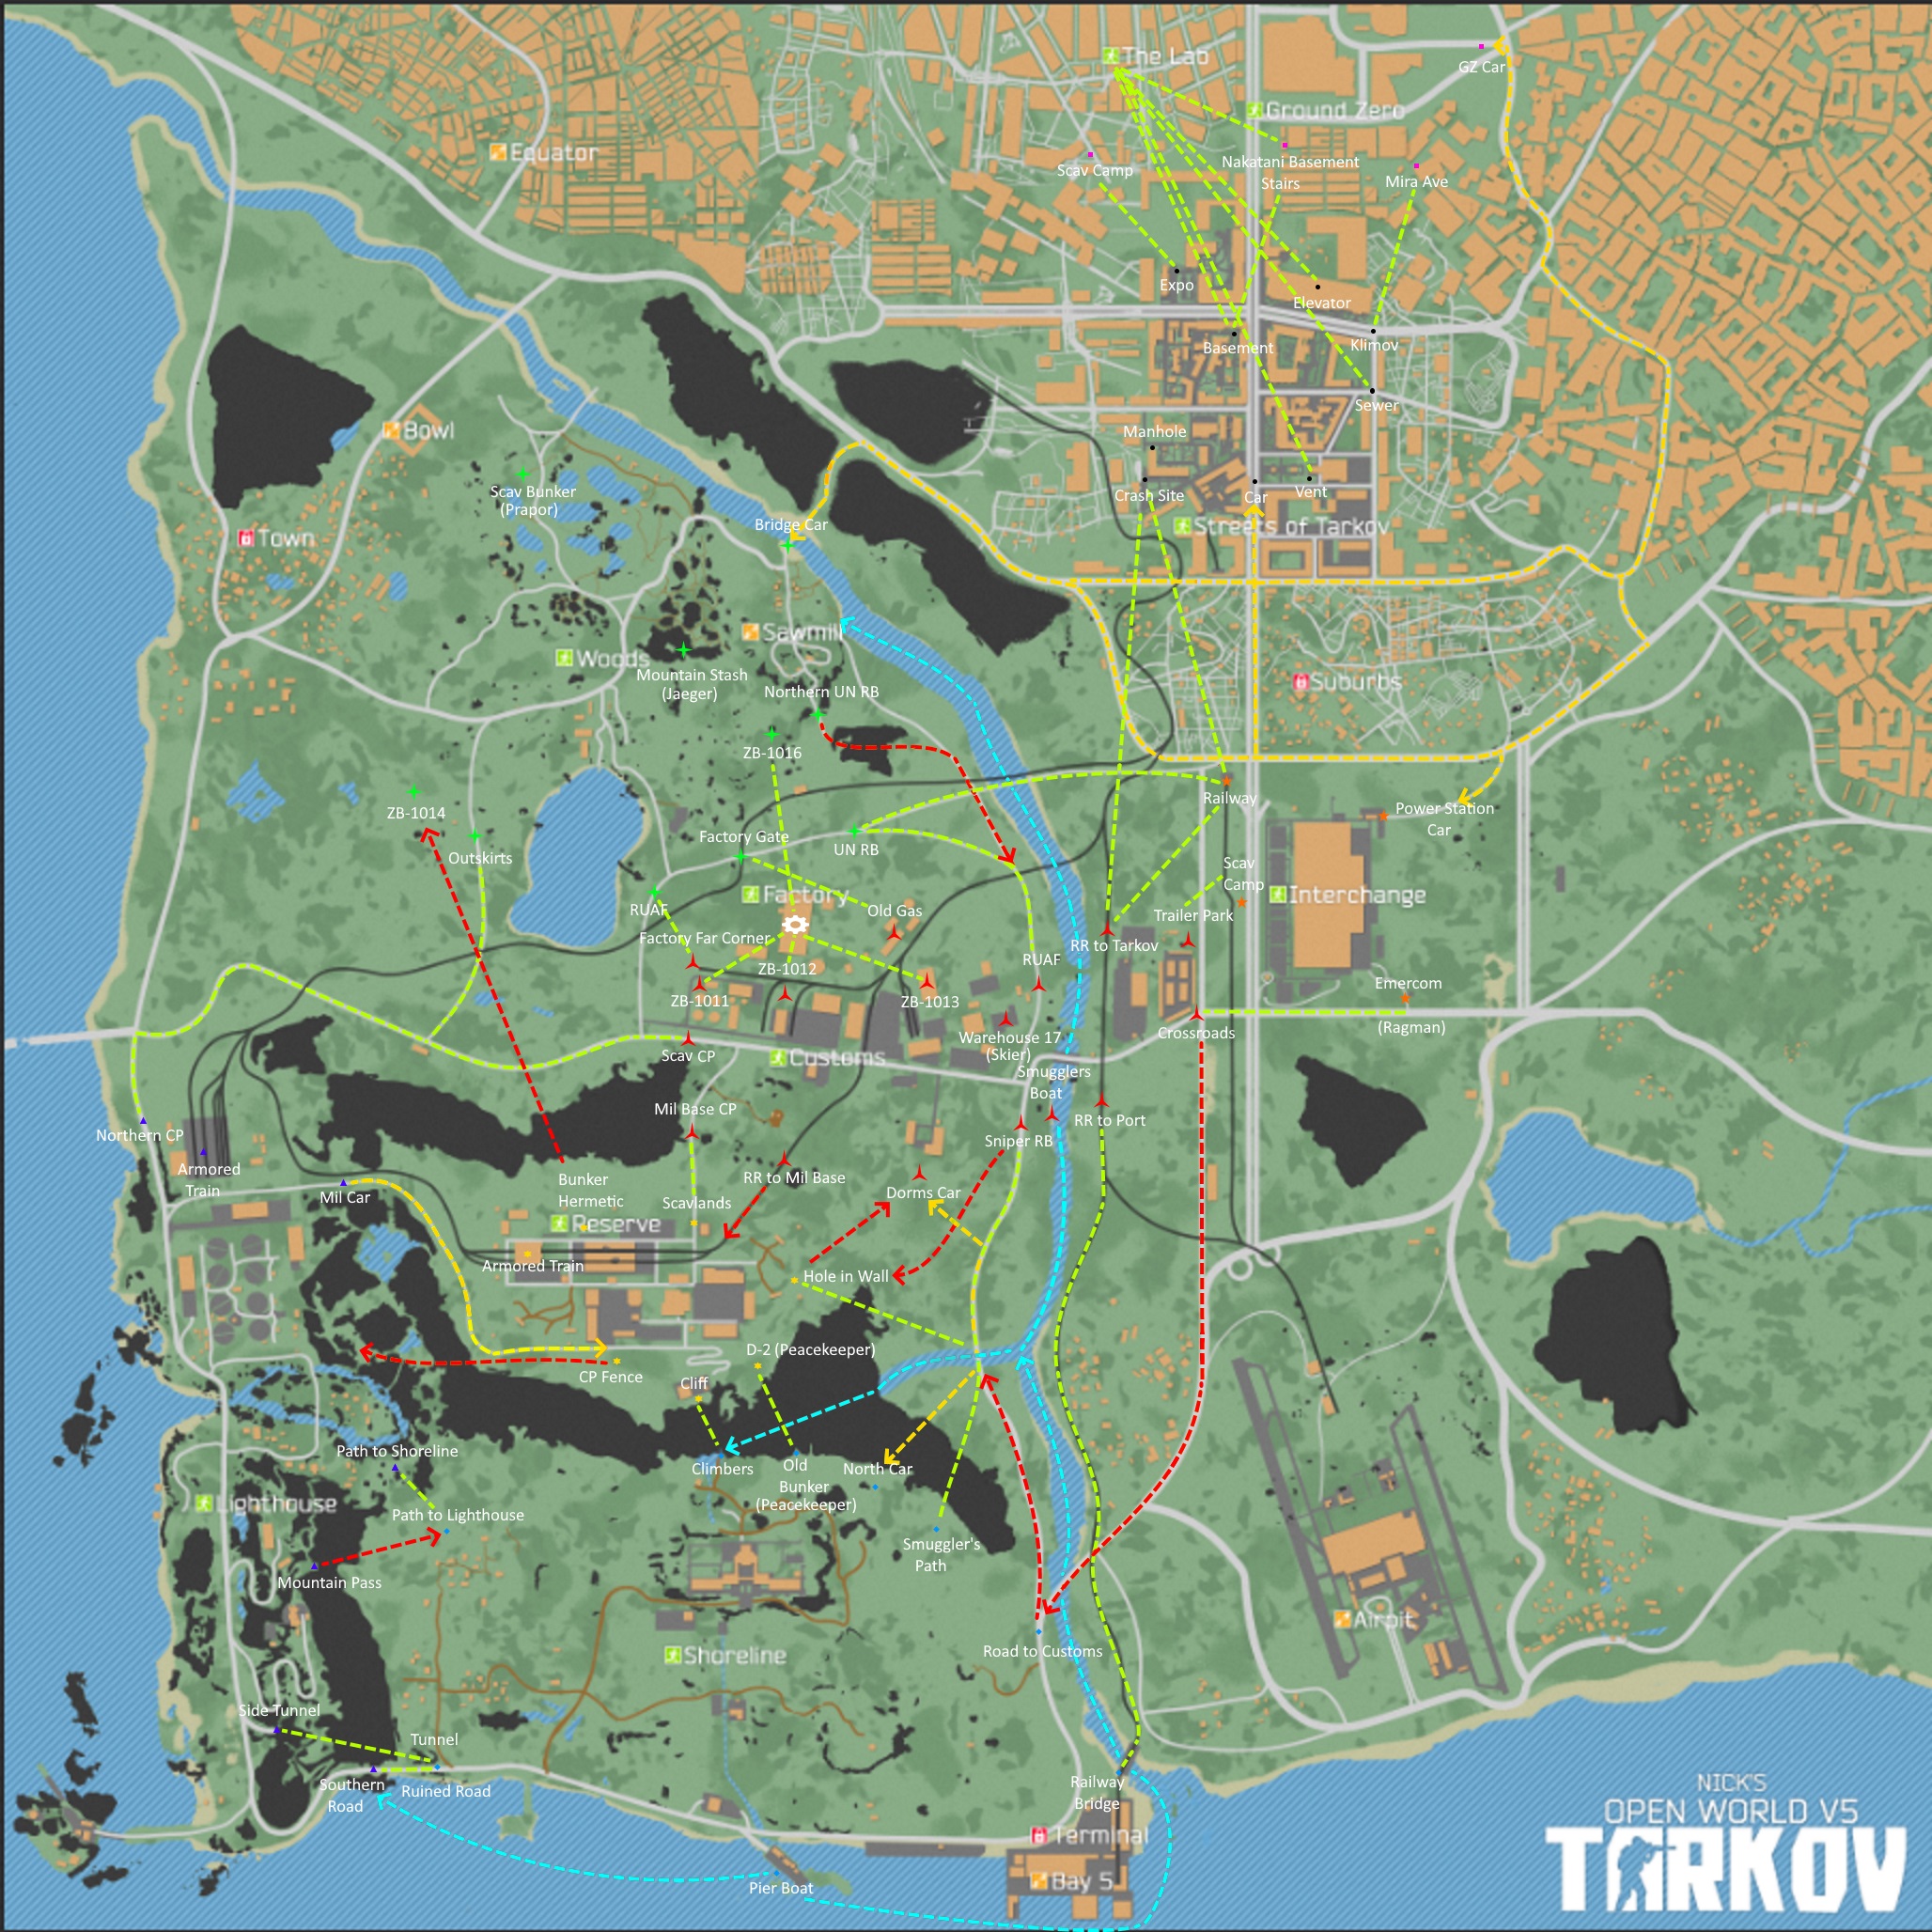 The Lab
GZ Car
Ground Zero
Equator
Scav Camp
Nakatani Basement
Stairs
Mira Ave
Expo
Elevator
Basement
Klimov
Sewer
Bowl
Manhole
Scav Bunker
(Prapor)
Crash Site
Car
Vent
Bridge Car
Streets of Tarkov
Town
Sawmill
Woods
Mountain Stash
(Jaeger)
Northern UN RB
Suburbs
ZB-1016
Railway
Power Station
Car
ZB-1014
Factory Gate
UN RB
Outskirts
Scav
Camp
Factory
Interchange
RUAF
Old Gas
Trailer Park
Factory Far Corner
RR to Tarkov
RUAF
ZB-1012
Emercom
(Ragman)
ZB-1011
ZB-1013
Warehouse 17
(Skier)
Crossroads
Scav CP
Customs
Smugglers
Boat
Mil Base CP
RR to Port
Northern CP
Sniper RB
Armored
Train
Bunker
Hermetic
RR to Mil Base
Mil Car
Dorms Car
Scavlands
Reserve
Armored Train
Hole in Wall
D-2 (Peacekeeper)
CP Fence
Cliff
Path to Shoreline
Climbers
Old
Bunker
(Peacekeeper)
North Car
Lighthouse
Path to Lighthouse
Smuggler's
Path
Mountain Pass
Airpit
Shoreline
Road to Customs
Side Tunnel
Tunnel
Southern
Road
Ruined Road
Railway
Bridge
Terminal
Bay 5
Pier Boat
NICK'S
OPEN WORLD V5
TARKOV